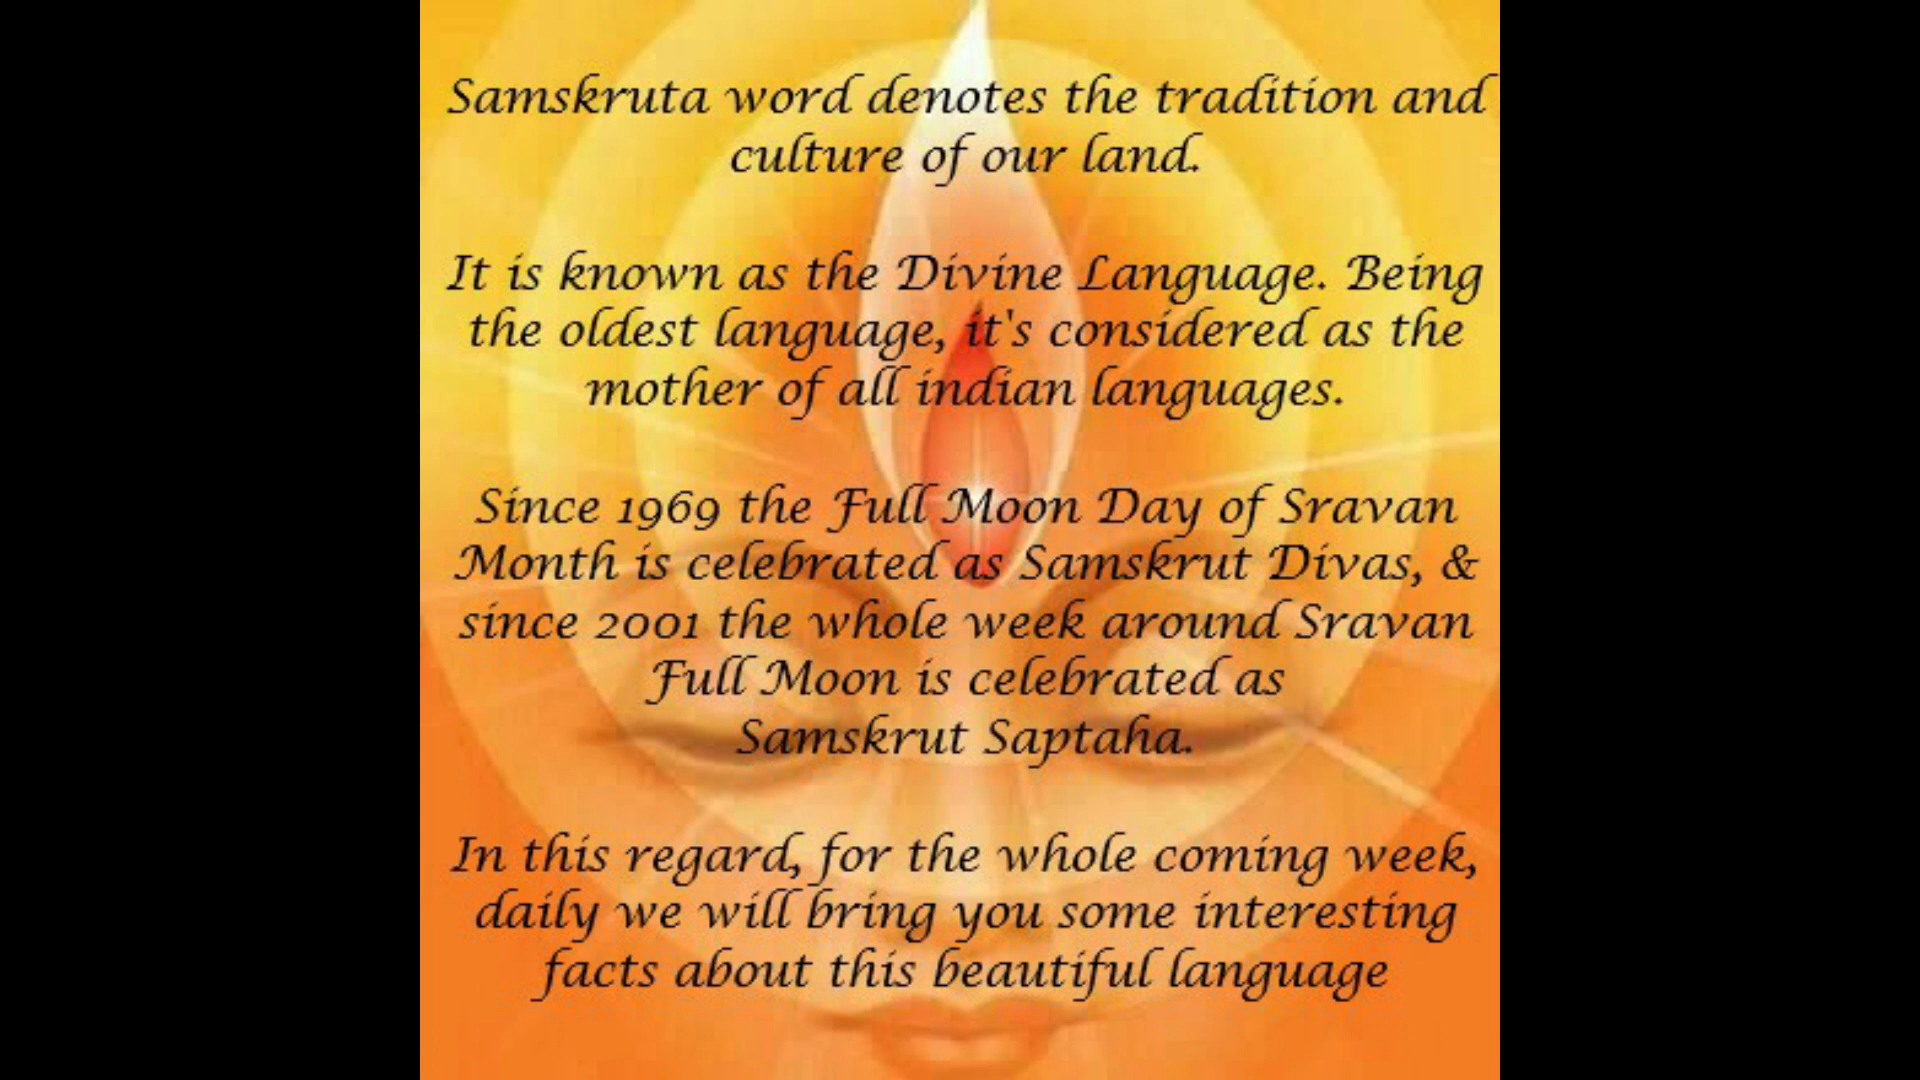 Samskruta word denotes the tradition and
culture of our land.
It is known as the Divine Language. Being
the oldest language, it's considered as the
mother of all indian languages.
Since 1969 the Full Moon Day of Sravan
Month is celebrated as Samskrut Divas, &
since 2001 the whole week around Sravan
Full Moon is celebrated as
Samskrut Saptaha.
In this regard, for the whole coming week,
daily we will bring you some interesting
facts about this beautiful language